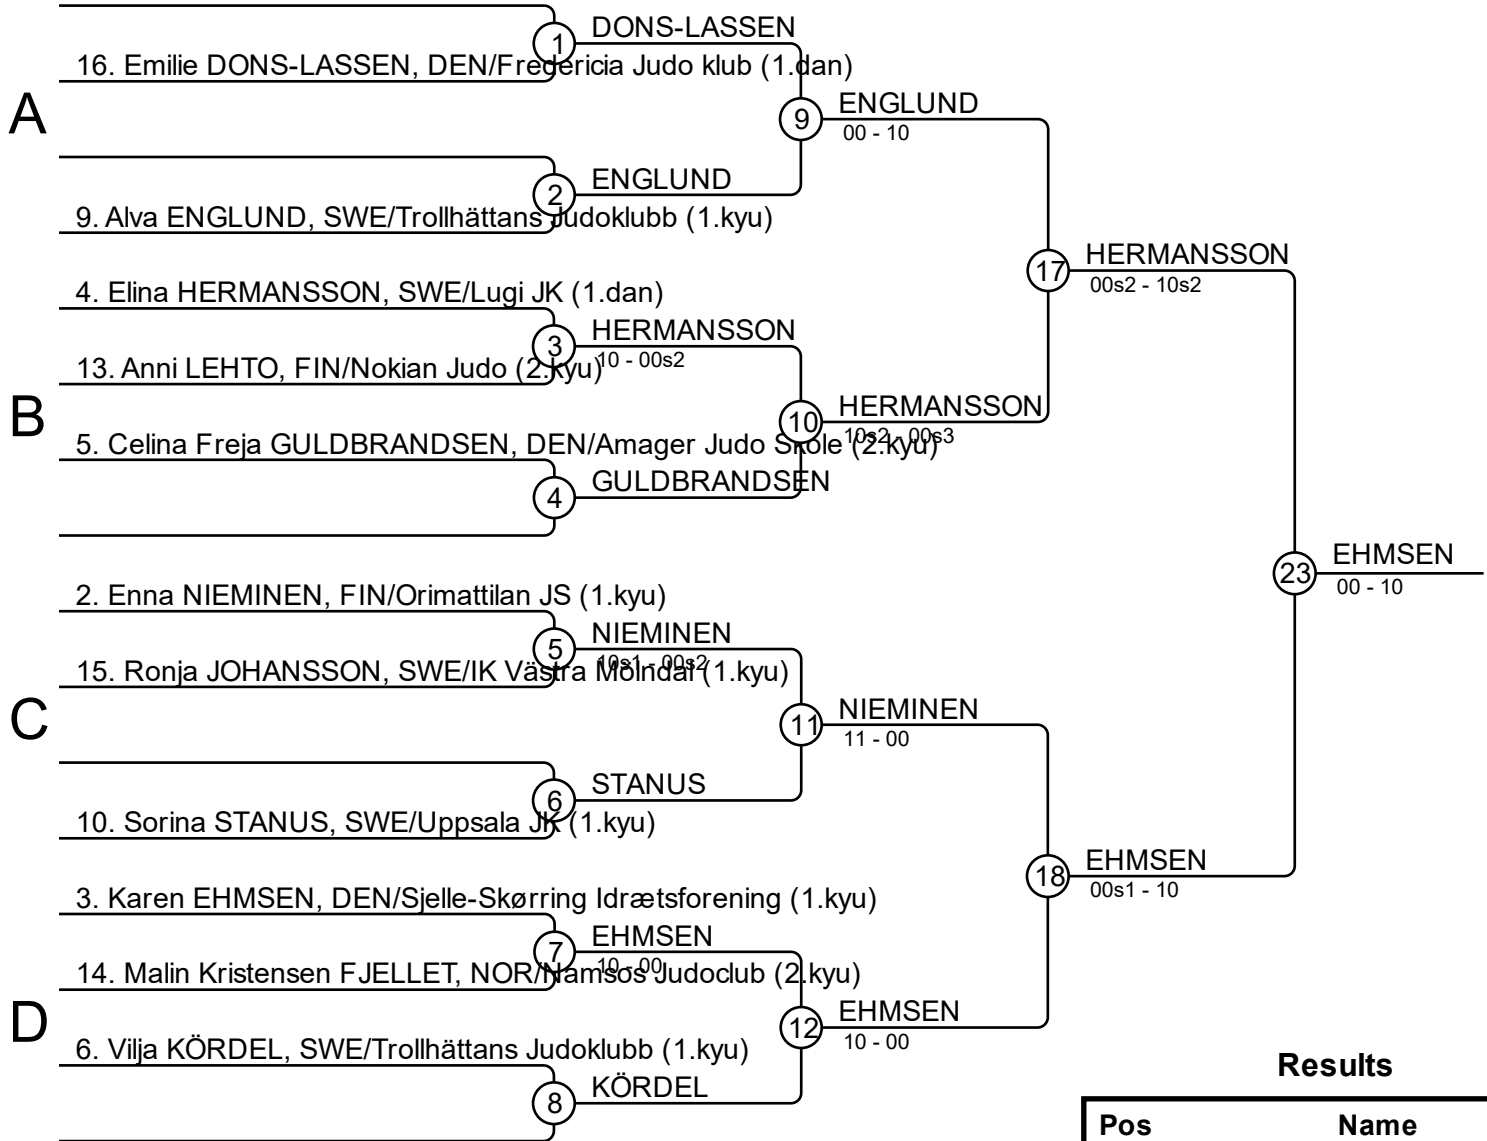 1
DONS-LASSEN
16. Emilie DONS-LASSEN, DEN/Fredericia Judo klub (1.dan)
A
9
ENGLUND
00 - 10
2
ENGLUND
9. Alva ENGLUND, SWE/Trollhättans Judoklubb (1.kyu)
17
HERMANSSON
00s2 - 10s2
4. Elina HERMANSSON, SWE/Lugi JK (1.dan)
3
HERMANSSON
10 - 00s2
13. Anni LEHTO, FIN/Nokian Judo (2.kyu)
B
10
HERMANSSON
10s2 - 00s3
5. Celina Freja GULDBRANDSEN, DEN/Amager Judo Skole (2.kyu)
4
GULDBRANDSEN
23
EHMSEN
00 - 10
2. Enna NIEMINEN, FIN/Orimattilan JS (1.kyu)
5
NIEMINEN
10s1 - 00s2
15. Ronja JOHANSSON, SWE/IK Västra Mölndal (1.kyu)
C
11
NIEMINEN
11 - 00
6
STANUS
10. Sorina STANUS, SWE/Uppsala JK (1.kyu)
18
EHMSEN
00s1 - 10
3. Karen EHMSEN, DEN/Sjelle-Skørring Idrætsforening (1.kyu)
7
EHMSEN
10 - 00
14. Malin Kristensen FJELLET, NOR/Namsos Judoclub (2.kyu)
D
12
EHMSEN
10 - 00
6. Vilja KÖRDEL, SWE/Trollhättans Judoklubb (1.kyu)
8
KÖRDEL
Results
Pos Name